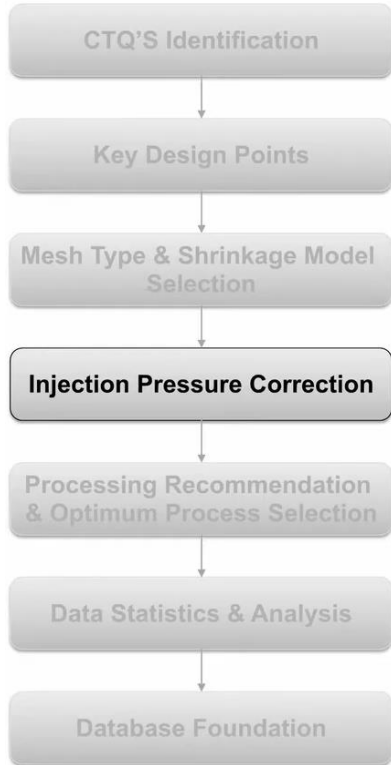 CTQ'S Identification
Key Design Points
Mesh Type & Shrinkage Model
Selection
Injection Pressure Correction
Processing Recommendation
& Optimum Process Selection
Data Statistics & Analysis
Database Foundation